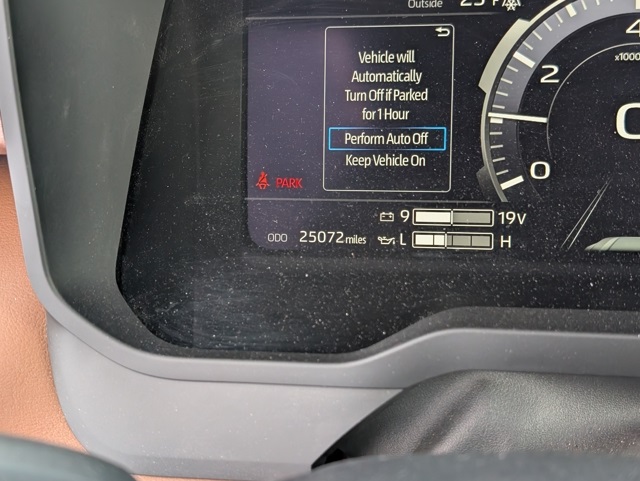 Outside
Vehicle will
Automatically
Turn Off if Parked
for 1 Hour
Perform Auto Off
Keep Vehicle On
PARK
9 19V
ODO 25072 miles L H
4
x1000
2
0